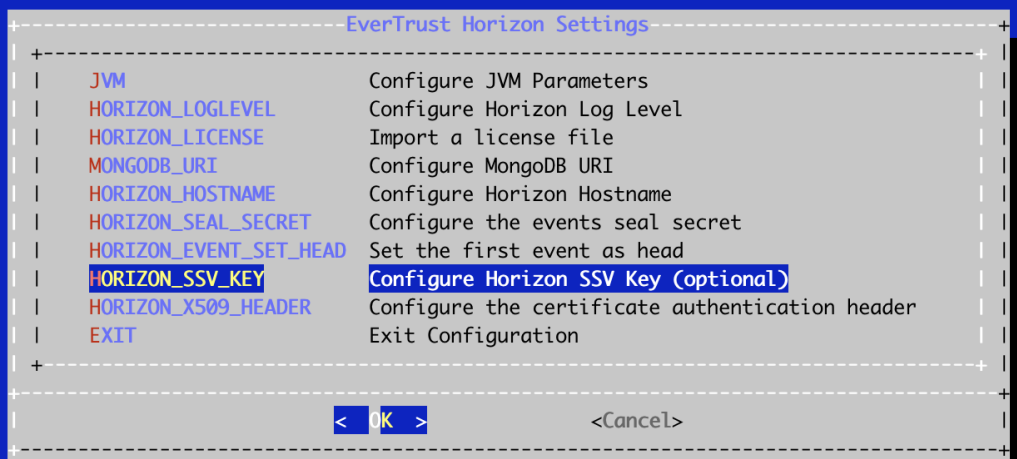 EverTrust Horizon Settings
JVM Configure JVM Parameters
HORIZON_LOGLEVEL Configure Horizon Log Level
HORIZON_LICENSE Import a license file
MONGODB_URI Configure MongoDB URI
HORIZON_HOSTNAME Configure Horizon Hostname
HORIZON_SEAL_SECRET Configure the events seal secret
HORIZON_EVENT_SET_HEAD Set the first event as head
HORIZON_SSV_KEY Configure Horizon SSV Key (optional)
HORIZON_X509_HEADER Configure the certificate authentication header
EXIT Exit Configuration
< OK > <Cancel>